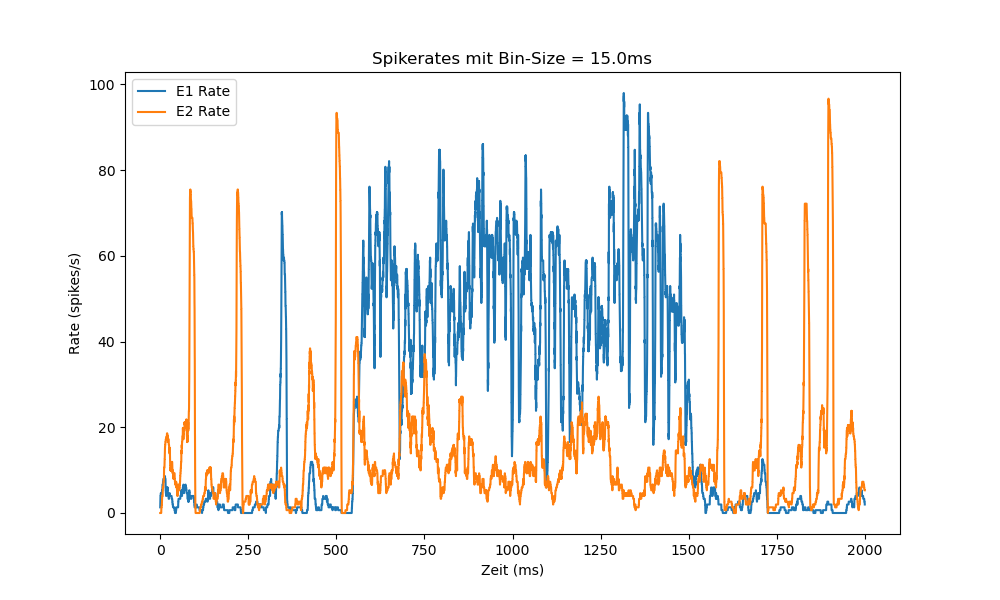 Spikerates mit Bin-Size = 15.0ms
E1 Rate
E2 Rate
Rate (spikes/s)
100
80
60
40
20
0
0 250 500 750 1000 1250 1500 1750 2000
Zeit (ms)